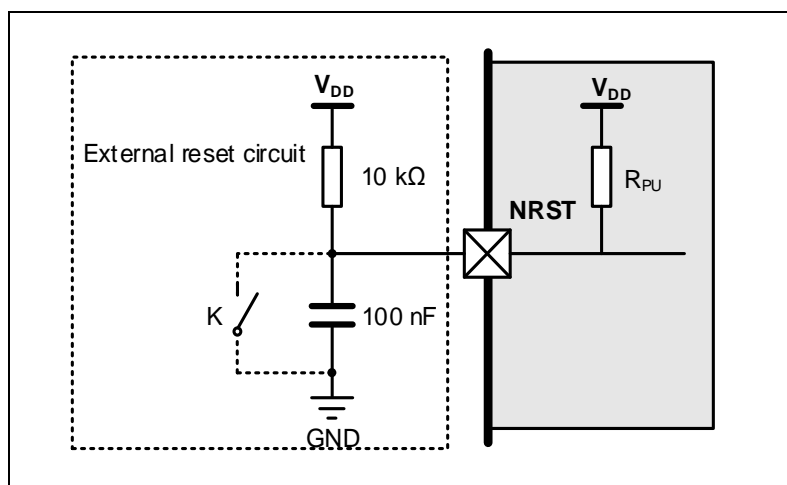 VDD
External reset circuit
10 kΩ
K
100 nF
GND
VDD
RPU
NRST